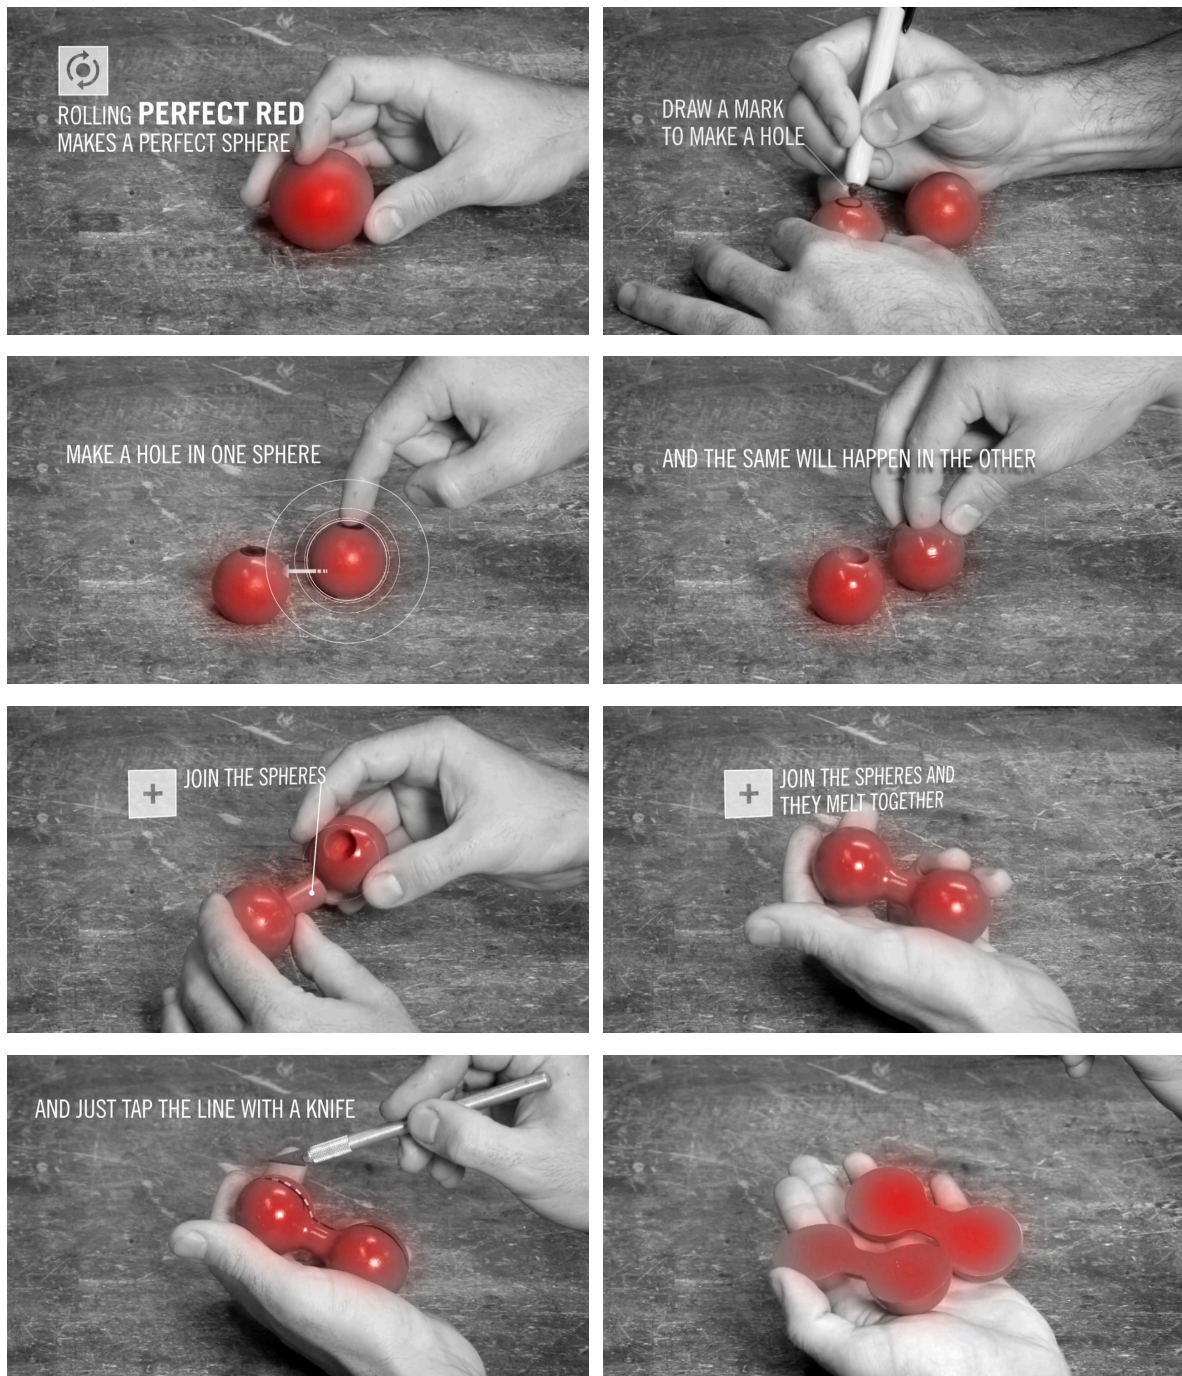 ROLLING PERFECT RED
MAKES A PERFECT SPHERE
DRAW A MARK
TO MAKE A HOLE
MAKE A HOLE IN ONE SPHERE
AND THE SAME WILL HAPPEN IN THE OTHER
JOIN THE SPHERES
JOIN THE SPHERES AND
THEY MELT TOGETHER
AND JUST TAP THE LINE WITH A KNIFE